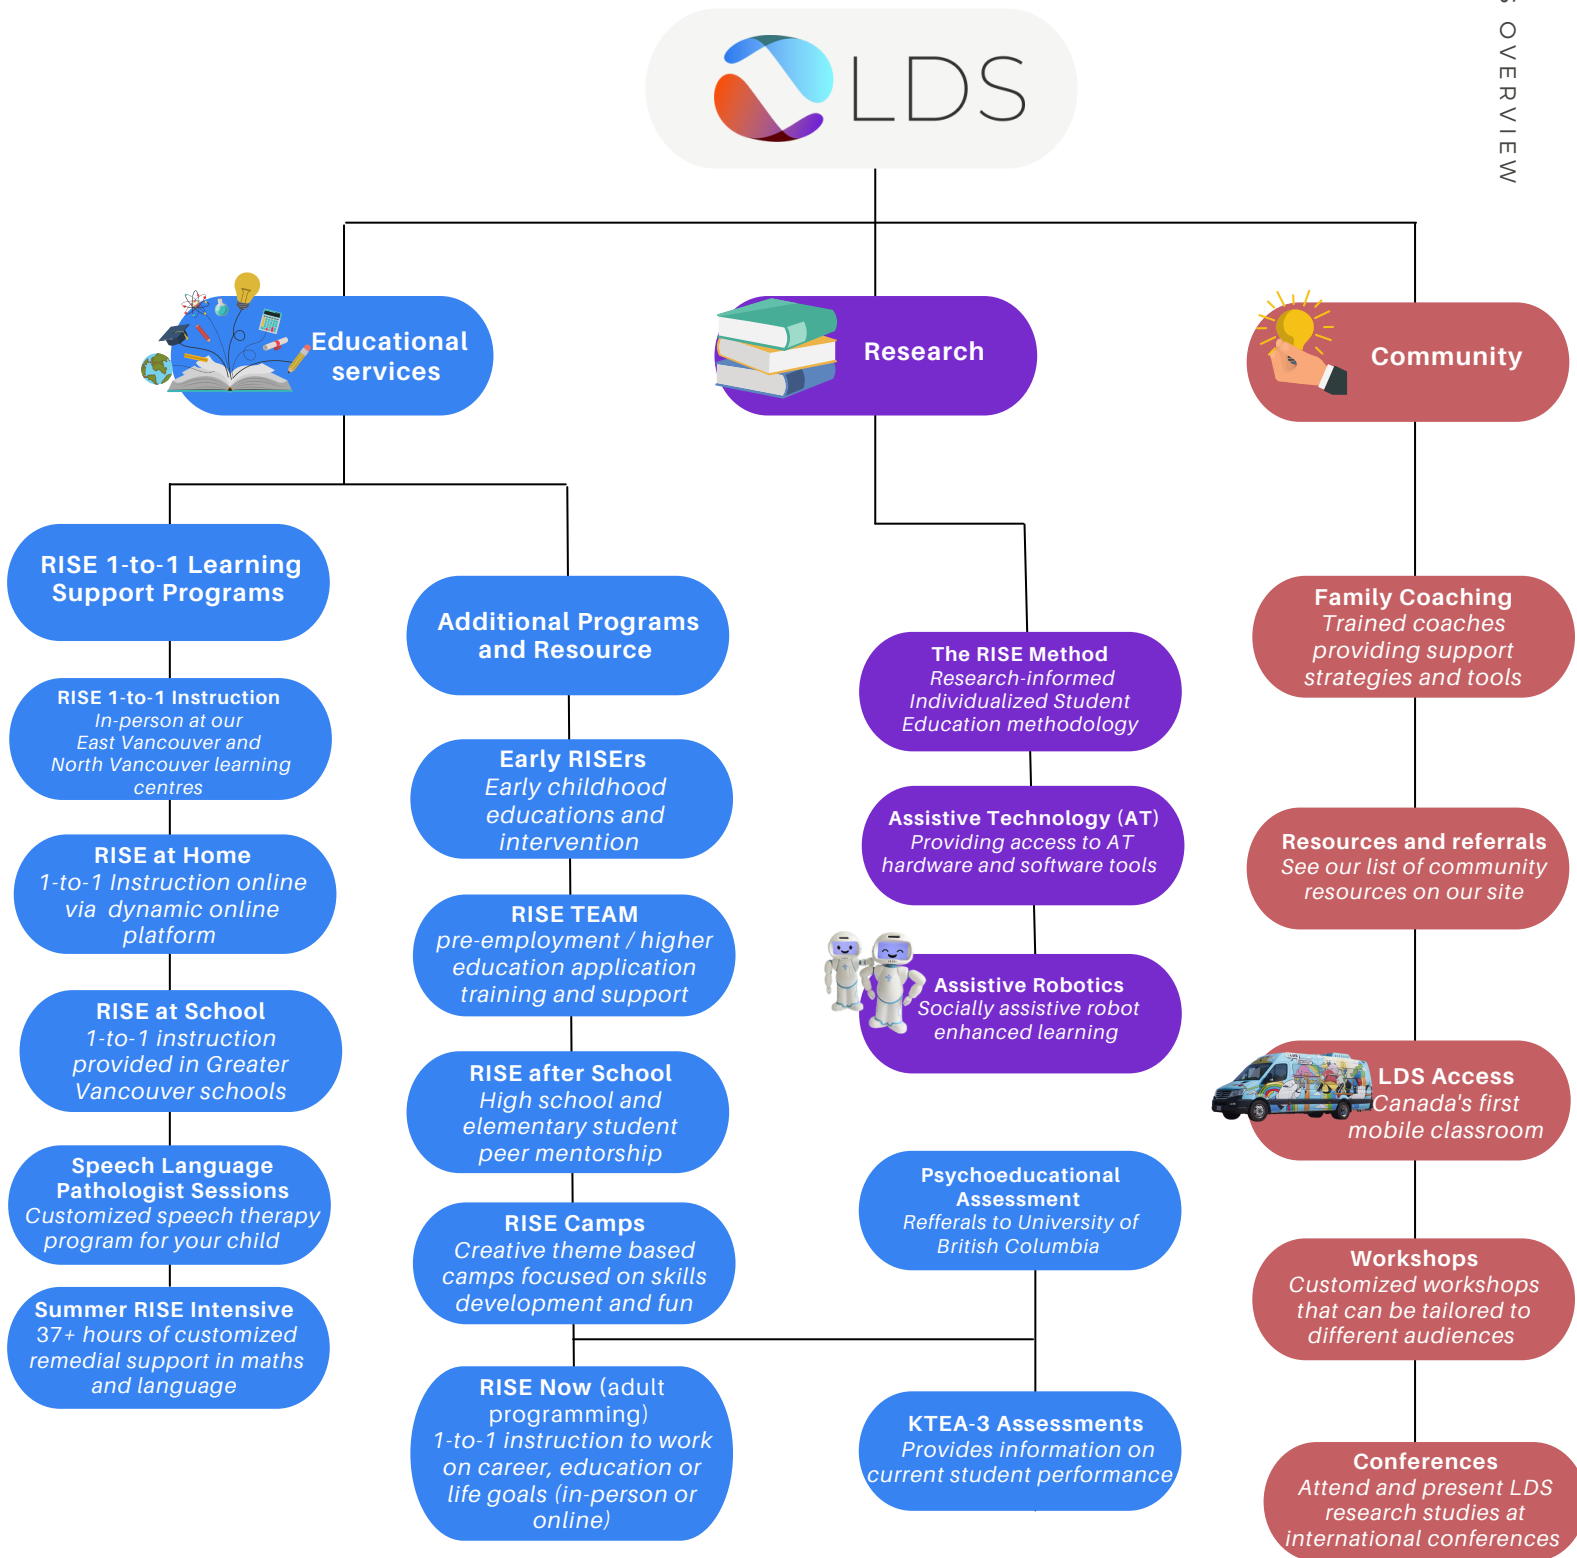 LDS
OVERVIEW
Educational
services
Research
Community
RISE 1-to-1 Learning
Support Programs
RISE 1-to-1 Instruction
In-person at our
East Vancouver and
North Vancouver learning
centres
RISE at Home
1-to-1 Instruction online
via dynamic online
platform
RISE at School
1-to-1 instruction
provided in Greater
Vancouver schools
Speech Language
Pathologist Sessions
Customized speech therapy
program for your child
Summer RISE Intensive
37+ hours of customized
remedial support in maths
and language
Additional Programs
and Resource
Early RISErs
Early childhood
educations and
intervention
RISE TEAM
pre-employment / higher
education application
training and support
RISE after School
High school and
elementary student
peer mentorship
RISE Camps
Creative theme based
camps focused on skills
development and fun
RISE Now (adult
programming)
1-to-1 instruction to work
on career, education or
life goals (in-person or
online)
The RISE Method
Research-informed
Individualized Student
Education methodology
Assistive Technology (AT)
Providing access to AT
hardware and software tools
Assistive Robotics
Socially assistive robot
enhanced learning
Psychoeducational
Assessment
Refferals to University of
British Columbia
KTEA-3 Assessments
Provides information on
current student performance
Family Coaching
Trained coaches
providing support
strategies and tools
Resources and referrals
See our list of community
resources on our site
LDS Access
Canada's first
mobile classroom
Workshops
Customized workshops
that can be tailored to
different audiences
Conferences
Attend and present LDS
research studies at
international conferences